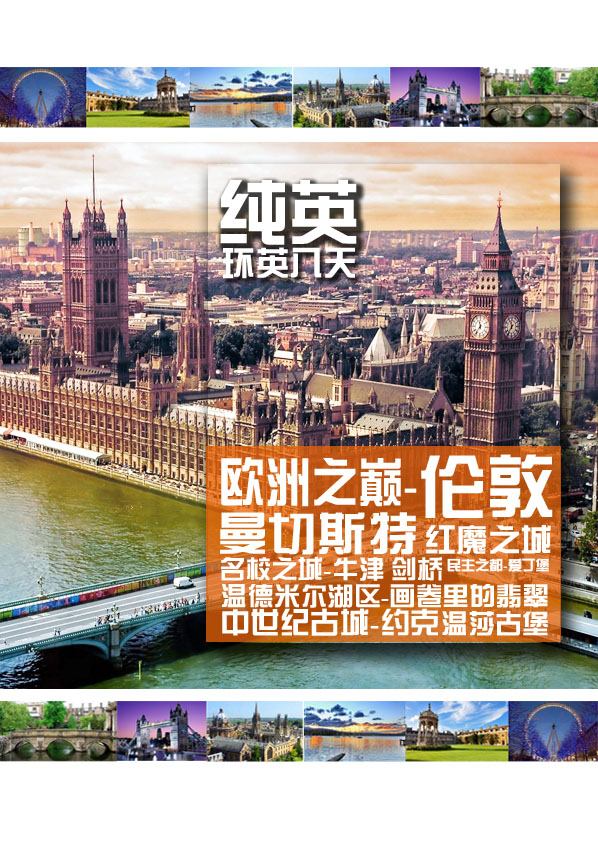 纯英
环英八天
欧洲之巅-伦敦
曼切斯特 红魔之城
名校之城-牛津 剑桥 民主之都-爱丁堡
温德米尔湖区-画卷里的翡翠
中世纪古城-约克 温莎古堡